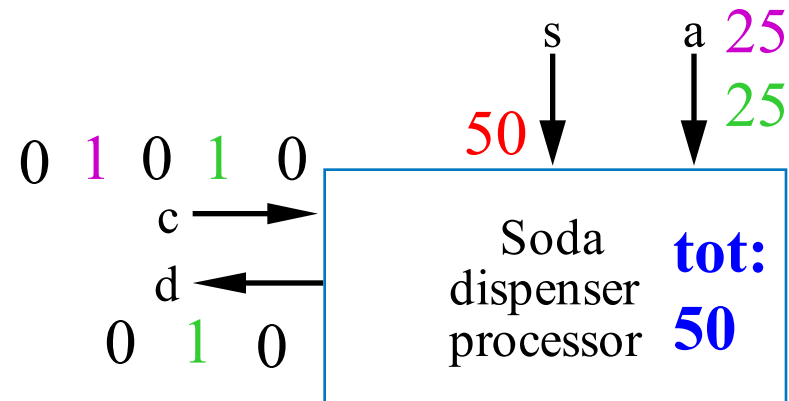 s a 25
25
50
0 1 0 1 0
c
d
0 1 0
Soda
dispenser
processor
tot:
50